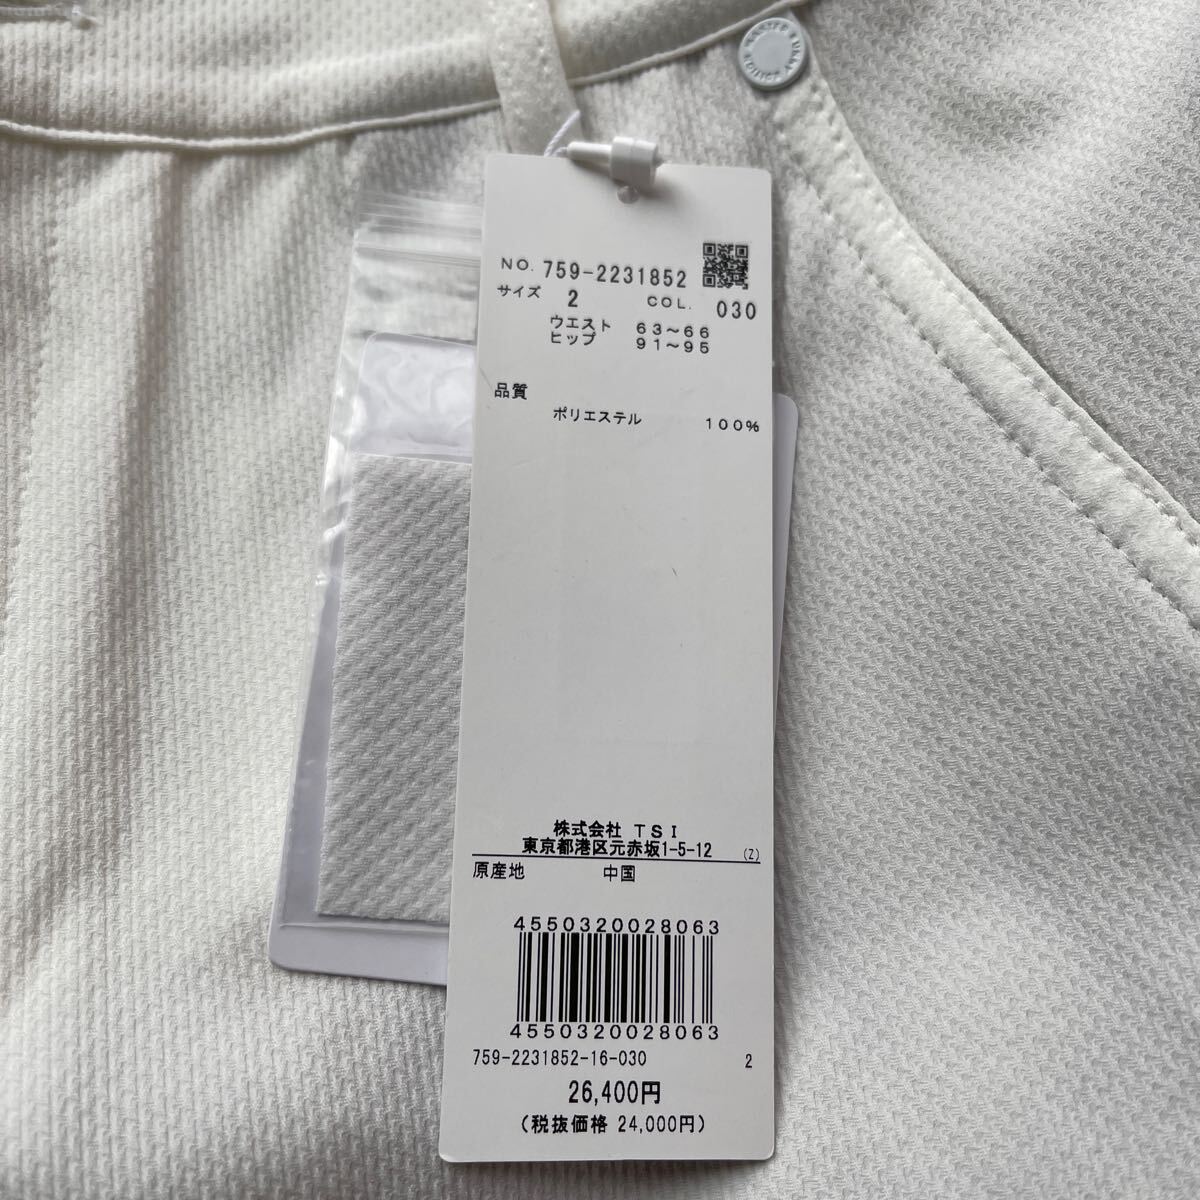 MASTER BUNNY EDITION
NO. 759-2231852
サイズ 2 COL. 030
ウエスト 63〜66
ヒップ 91〜95
品質
ポリエステル 100%
株式会社 TSI
東京都港区元赤坂1-5-12 (Z)
原産地 中国
4550320028063
4550320028063
759-2231852-16-030 2
26,400円
(税抜価格 24,000円)